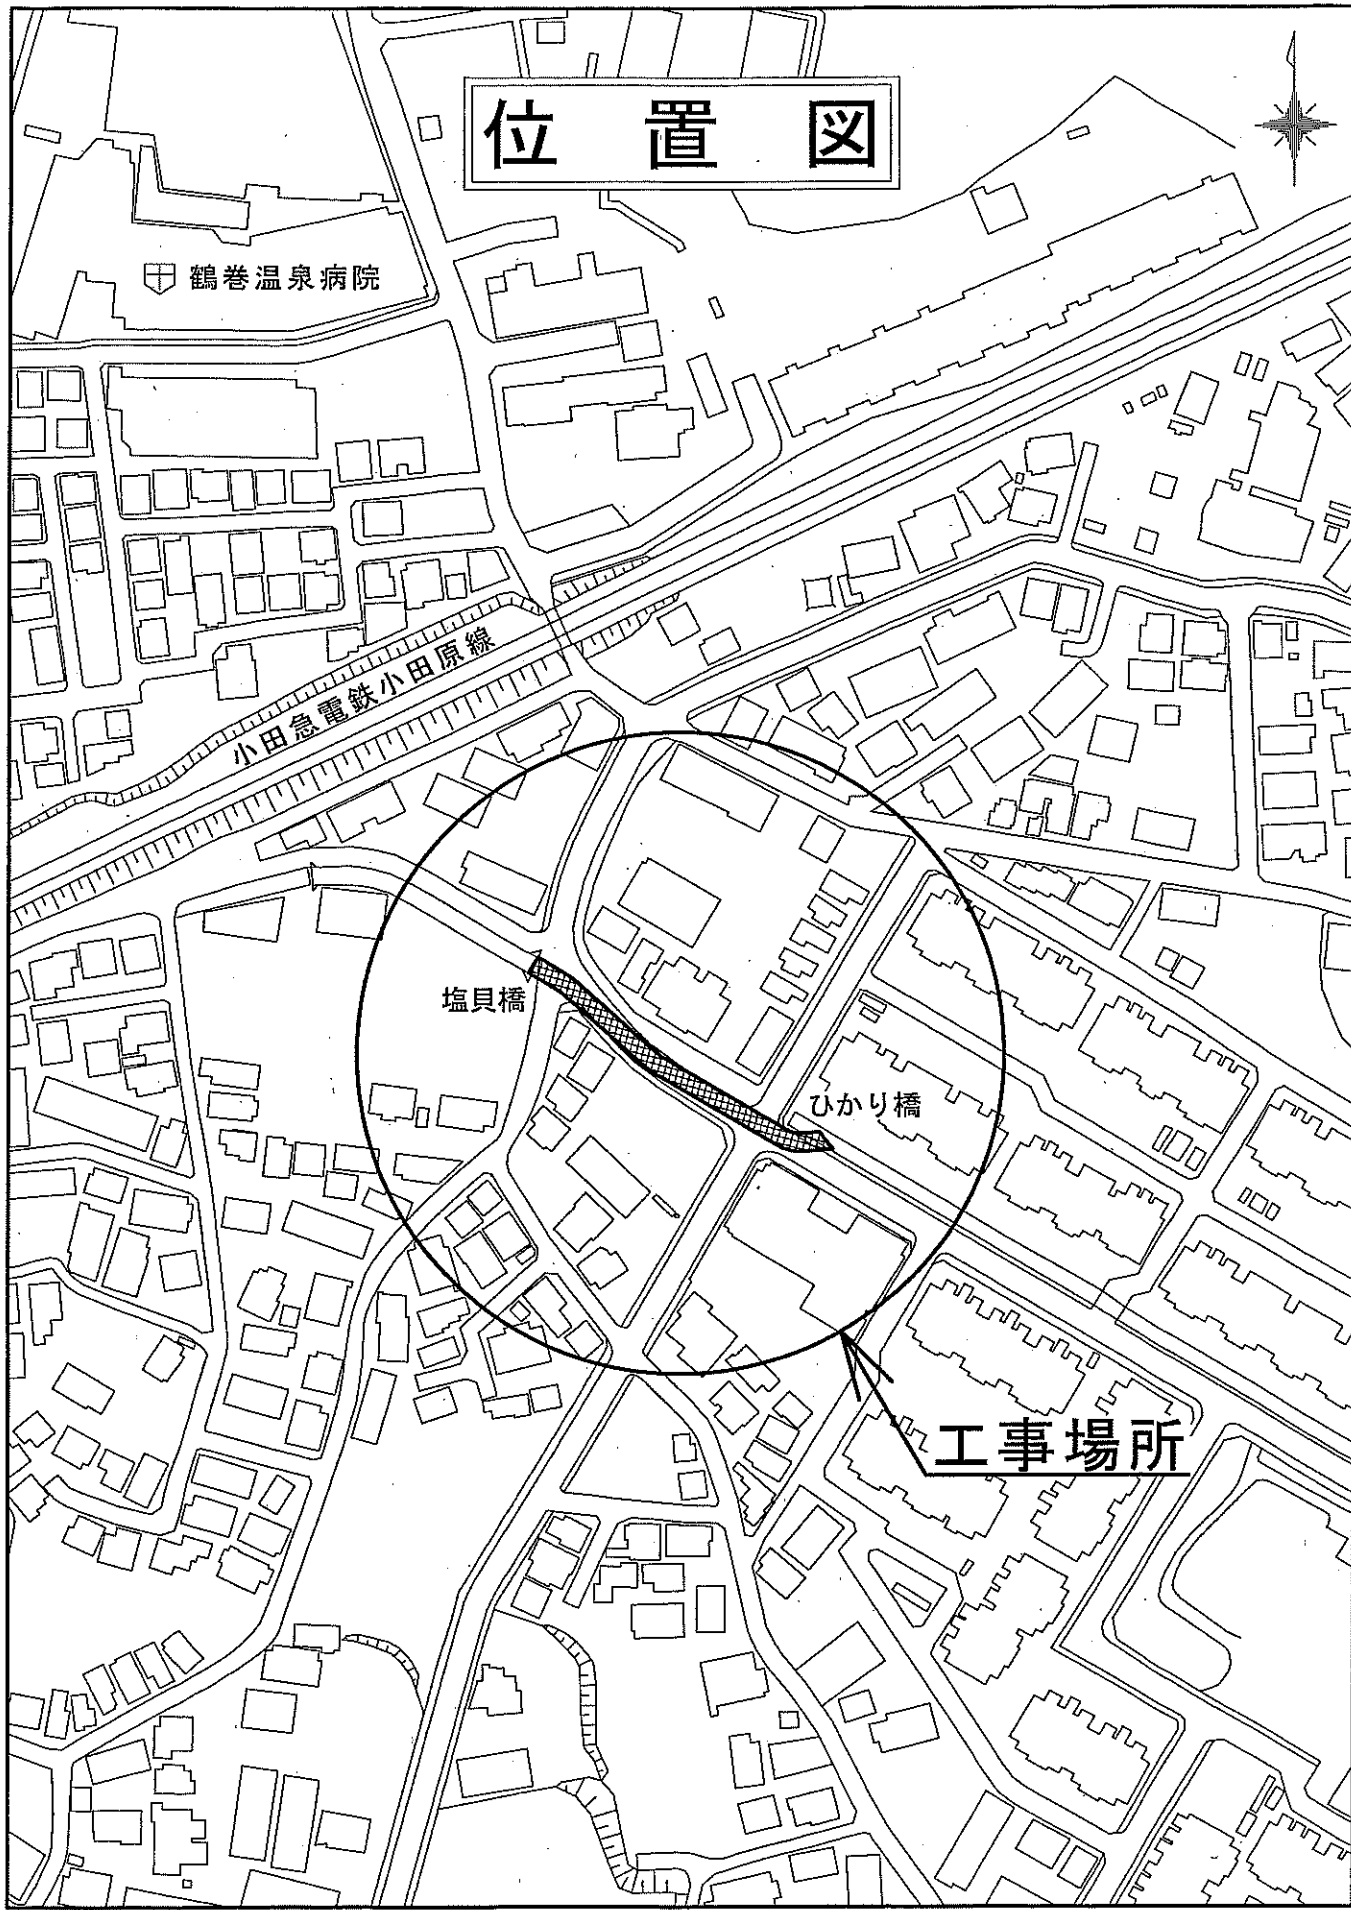 位置図
鶴巻温泉病院
小田急電鉄小田原線
塩貝橋
ひかり橋
工事場所